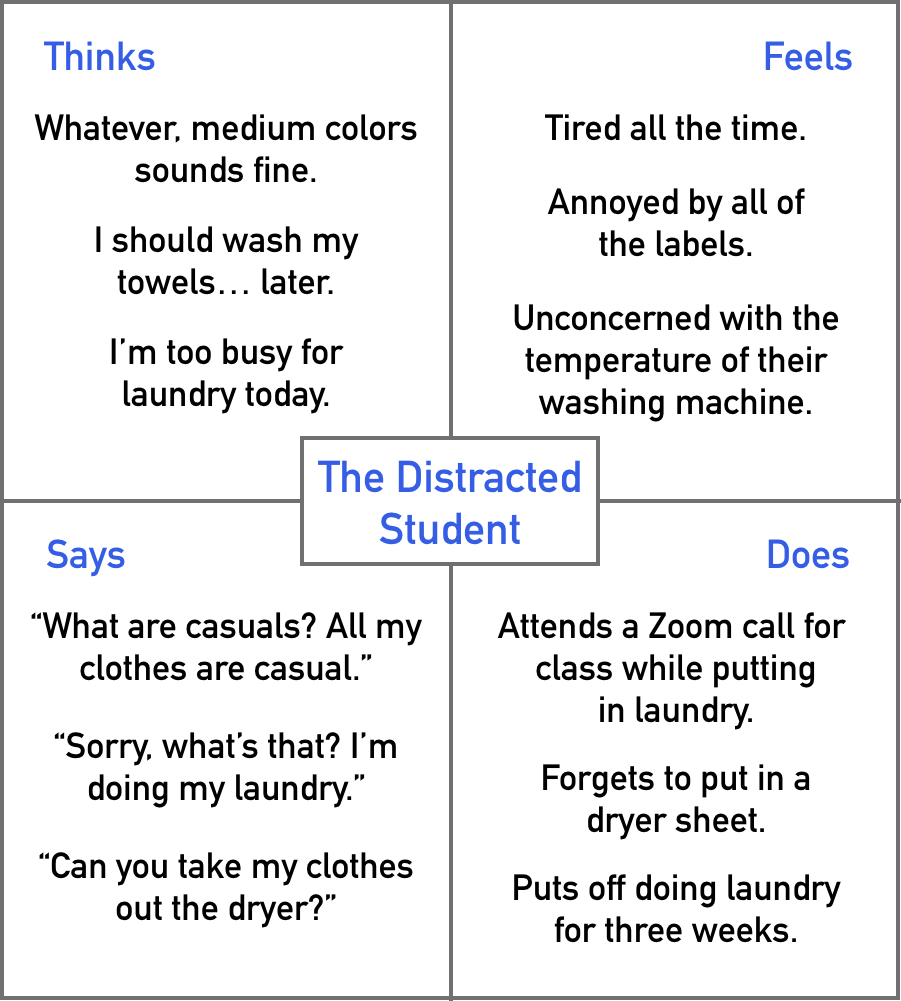 Thinks
Whatever, medium colors
sounds fine.
I should wash my
towels... later.
I’m too busy for
laundry today.
Feels
Tired all the time.
Annoyed by all of
the labels.
Unconcerned with the
temperature of their
washing machine.
The Distracted
Student
Says
“What are casuals? All my
clothes are casual.”
“Sorry, what’s that? I’m
doing my laundry.”
“Can you take my clothes
out the dryer?”
Does
Attends a Zoom call for
class while putting
in laundry.
Forgets to put in a
dryer sheet.
Puts off doing laundry
for three weeks.